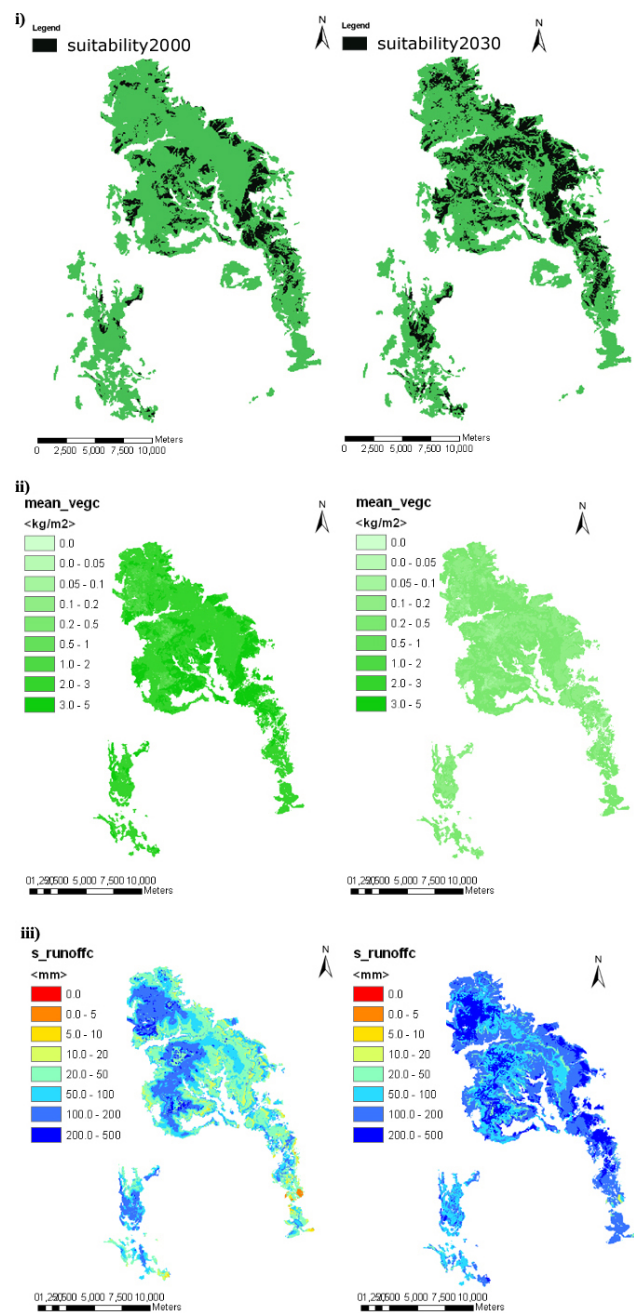 i)
Legend
suitability2000
N
0 2,500 5,000 7,500 10,000 Meters
Legend
suitability2030
N
0 2,500 5,000 7,500 10,000 Meters
ii)
mean_vegc
<kg/m2>
0.0
0.0 - 0.05
0.05 - 0.1
0.1 - 0.2
0.2 - 0.5
0.5 - 1
1.0 - 2
2.0 - 3
3.0 - 5
N
5,000 7,500 10,000
Meters
mean_vegc
<kg/m2>
0.0
0.0 - 0.05
0.05 - 0.1
0.1 - 0.2
0.2 - 0.5
0.5 - 1
1.0 - 2
2.0 - 3
3.0 - 5
N
5,000 7,500 10,000
Meters
iii)
s_runoffc
<mm>
0.0
0.0 - 5
5.0 - 10
10.0 - 20
20.0 - 50
50.0 - 100
100.0 - 200
200.0 - 500
N
5,000 7,500 10,000
Meters
s_runoffc
<mm>
0.0
0.0 - 5
5.0 - 10
10.0 - 20
20.0 - 50
50.0 - 100
100.0 - 200
200.0 - 500
N
5,000 7,500 10,000
Meters